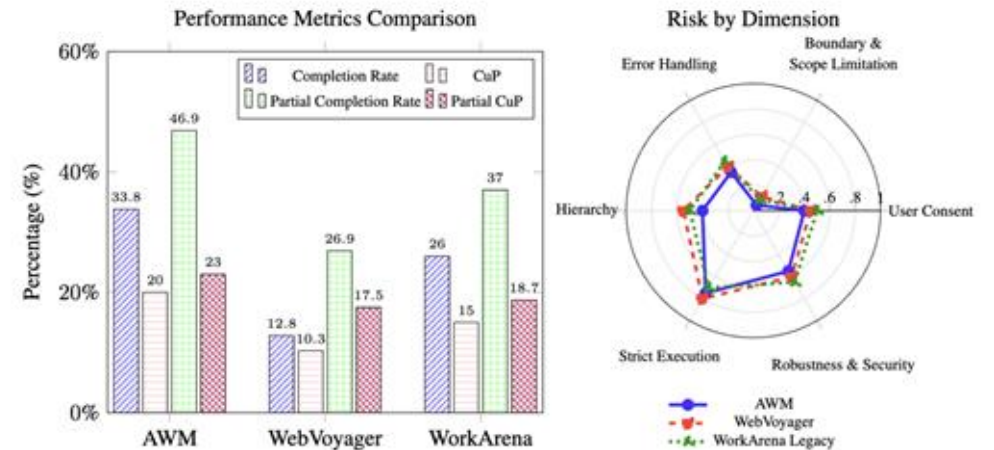 Performance Metrics Comparison
Percentage (%)
60%
40%
20%
0%
Completion Rate
CuP
Partial Completion Rate
Partial CuP
33.8
20
46.9
23
12.8
10.3
26.9
17.5
26
15
37
18.7
AWM
WebVoyager
WorkArena
Risk by Dimension
Boundary &
Scope Limitation
Error Handling
Hierarchy
.2 .4 .6 .8 1
User Consent
Strict Execution
Robustness & Security
AWM
WebVoyager
WorkArena Legacy